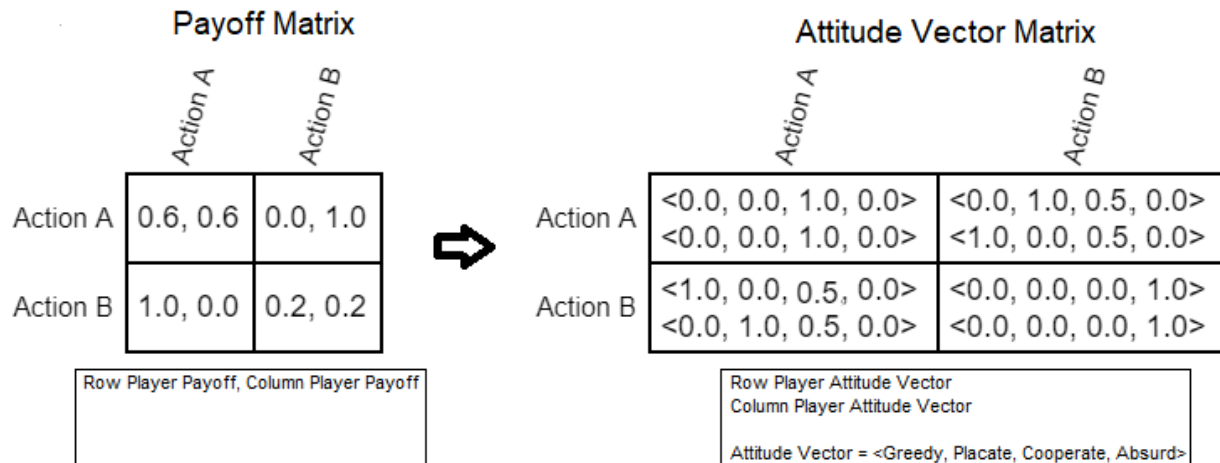 Payoff Matrix
Action A
Action B
Action A
0.6, 0.6
0.0, 1.0
Action B
1.0, 0.0
0.2, 0.2
Row Player Payoff, Column Player Payoff
Attitude Vector Matrix
Action A
Action B
Action A
<0.0, 0.0, 1.0, 0.0>
<0.0, 0.0, 1.0, 0.0>
<0.0, 1.0, 0.5, 0.0>
<1.0, 0.0, 0.5, 0.0>
Action B
<1.0, 0.0, 0.5, 0.0>
<0.0, 1.0, 0.5, 0.0>
<0.0, 0.0, 0.0, 1.0>
<0.0, 0.0, 0.0, 1.0>
Row Player Attitude Vector
Column Player Attitude Vector
Attitude Vector = <Greedy, Placate, Cooperate, Absurd>